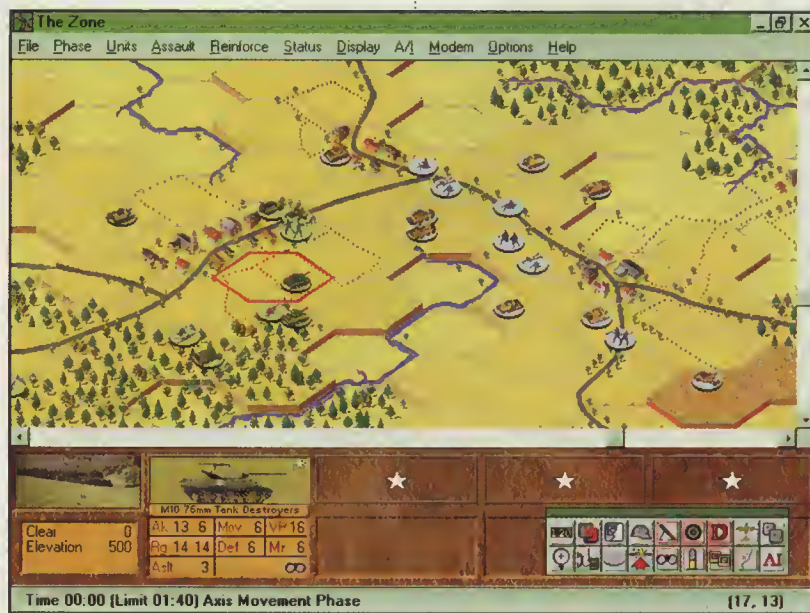 The Zone
File Phase Units Assault Reinforce Status Display A/I Modem Options Help
M10 76mm Tank Destroyers
Clear 0
Elevation 500
Atk 13 6 Mov 6 VP 16
Rg 14 14 Def 6 Mr 6
Aslt 3
D
AI
Time 00:00 (Limit 01:40) Axis Movement Phase (17, 13)